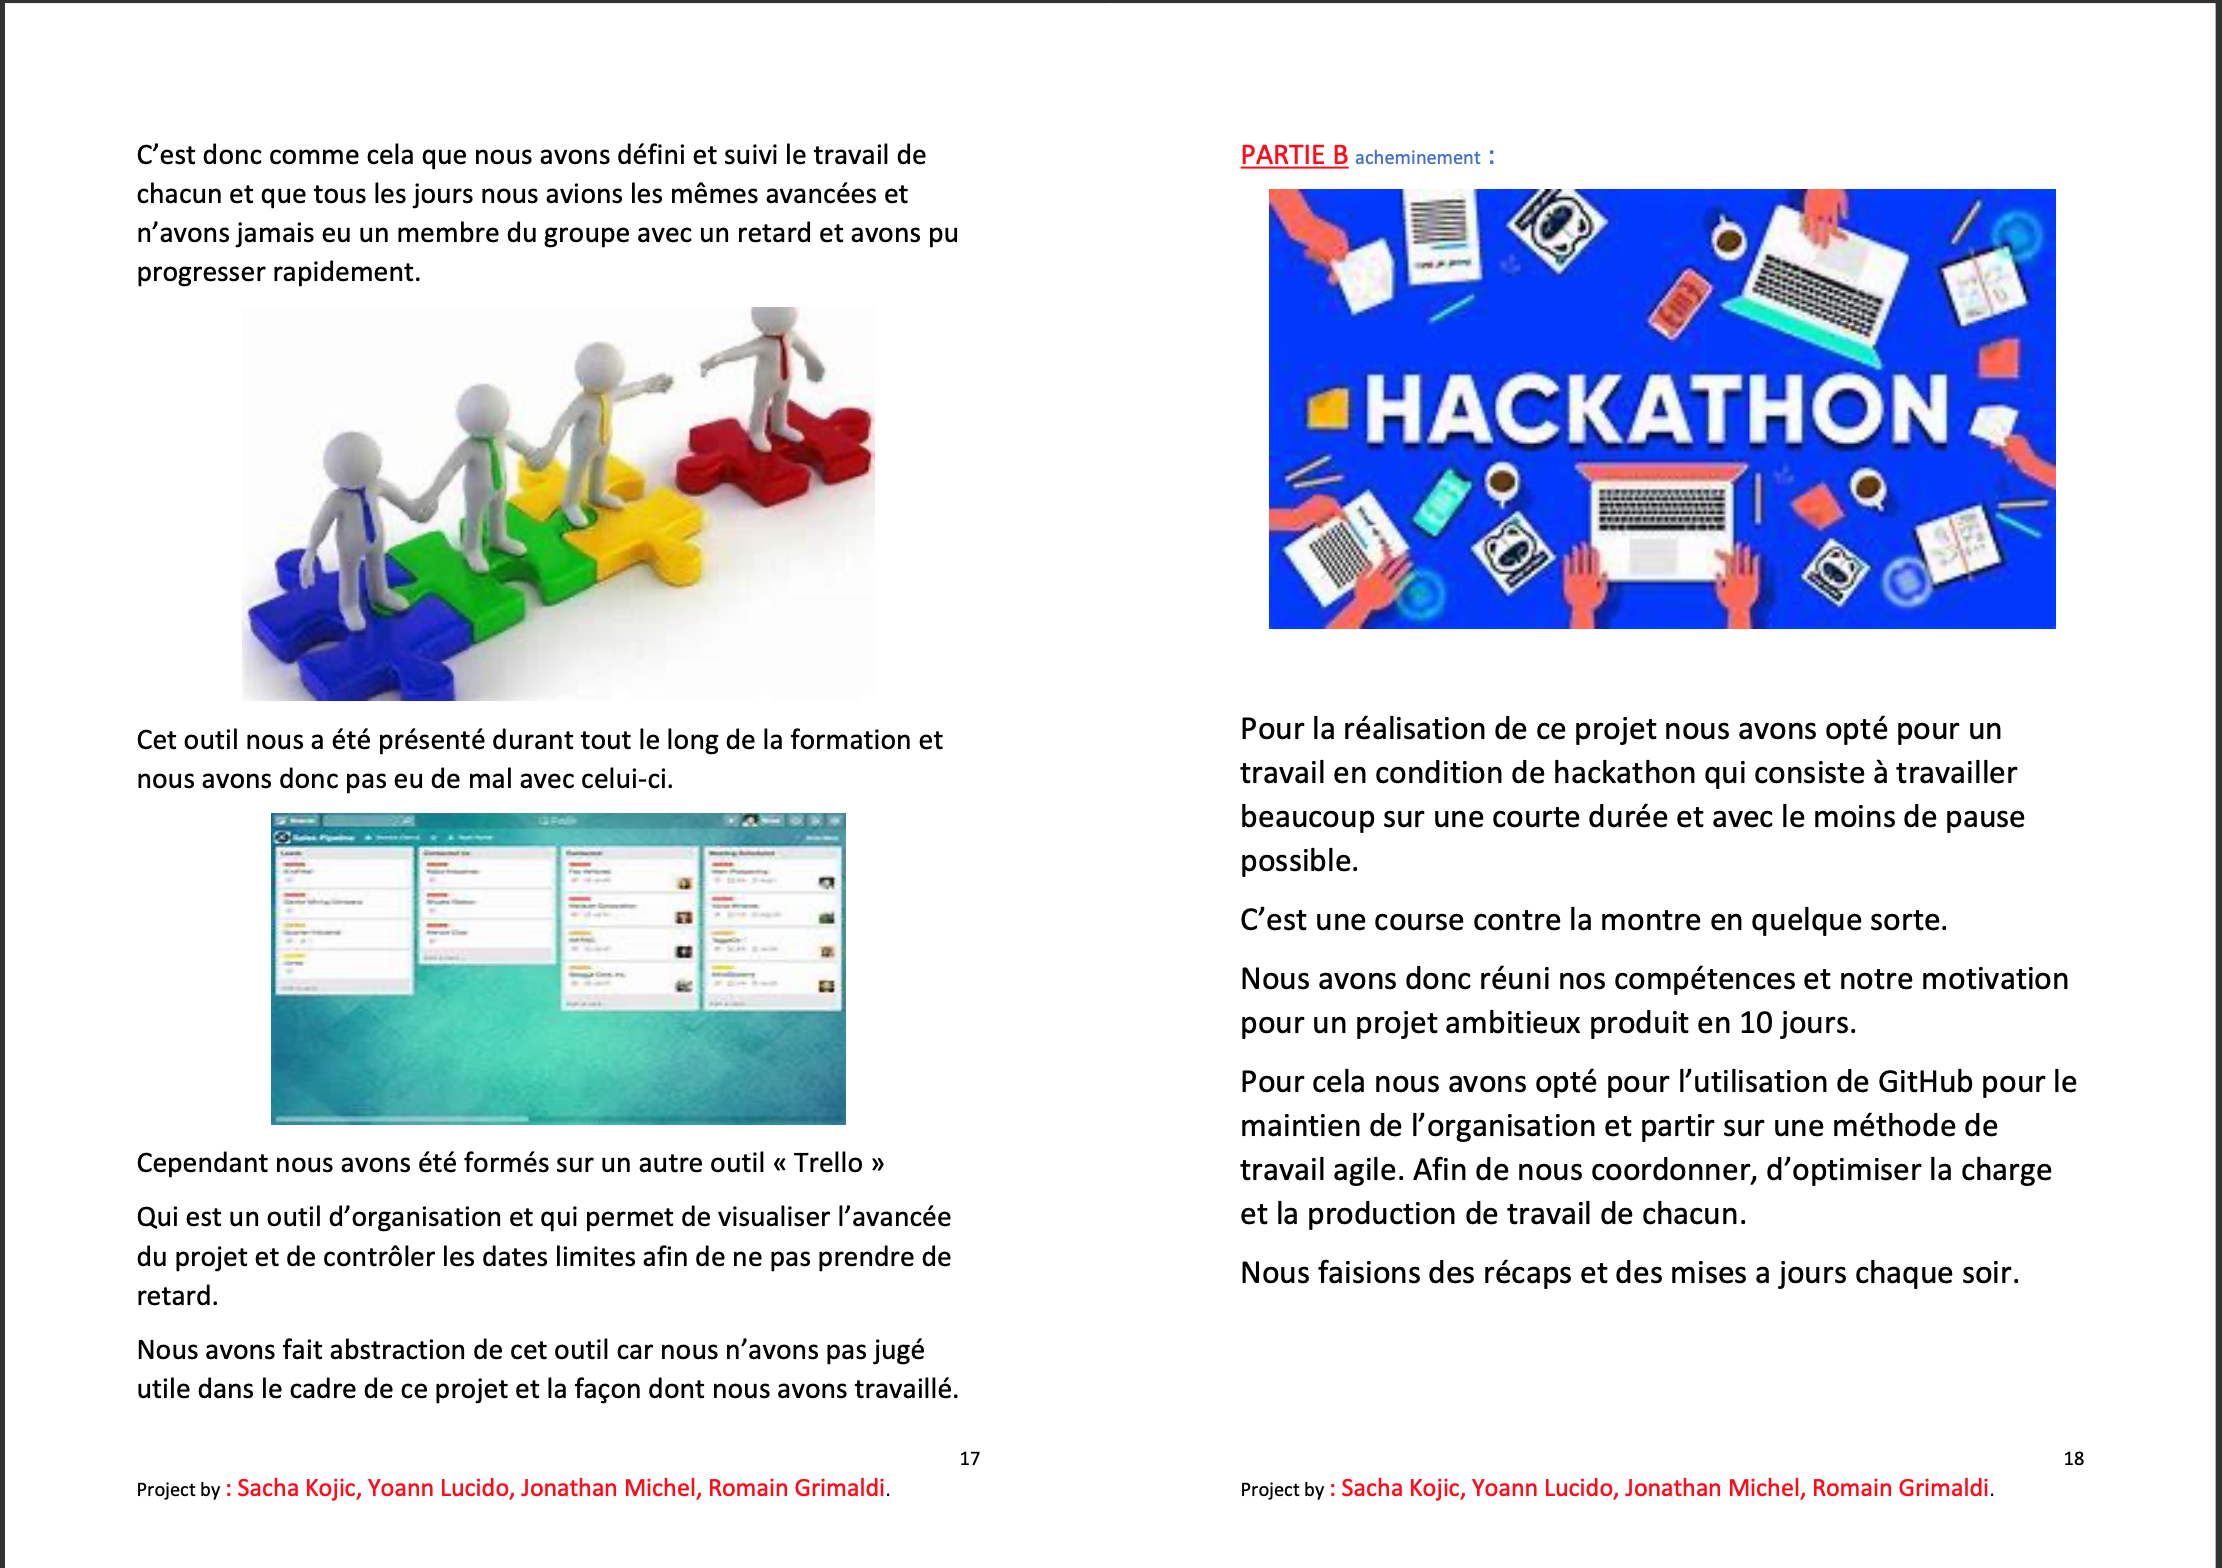 C’est donc comme cela que nous avons défini et suivi le travail de
chacun et que tous les jours nous avions les mêmes avancées et
n’avons jamais eu un membre du groupe avec un retard et avons pu
progresser rapidement.
Cet outil nous a été présenté durant tout le long de la formation et
nous avons donc pas eu de mal avec celui-ci.
Cependant nous avons été formés sur un autre outil « Trello »
Qui est un outil d’organisation et qui permet de visualiser l’avancée
du projet et de contrôler les dates limites afin de ne pas prendre de
retard.
Nous avons fait abstraction de cet outil car nous n’avons pas jugé
utile dans le cadre de ce projet et la façon dont nous avons travaillé.
17
Project by : Sacha Kojic, Yoann Lucido, Jonathan Michel, Romain Grimaldi.
PARTIE B acheminement :
HACKATHON
Pour la réalisation de ce projet nous avons opté pour un
travail en condition de hackathon qui consiste à travailler
beaucoup sur une courte durée et avec le moins de pause
possible.
C’est une course contre la montre en quelque sorte.
Nous avons donc réuni nos compétences et notre motivation
pour un projet ambitieux produit en 10 jours.
Pour cela nous avons opté pour l’utilisation de GitHub pour le
maintien de l’organisation et partir sur une méthode de
travail agile. Afin de nous coordonner, d’optimiser la charge
et la production de travail de chacun.
Nous faisions des récaps et des mises a jours chaque soir.
18
Project by : Sacha Kojic, Yoann Lucido, Jonathan Michel, Romain Grimaldi.